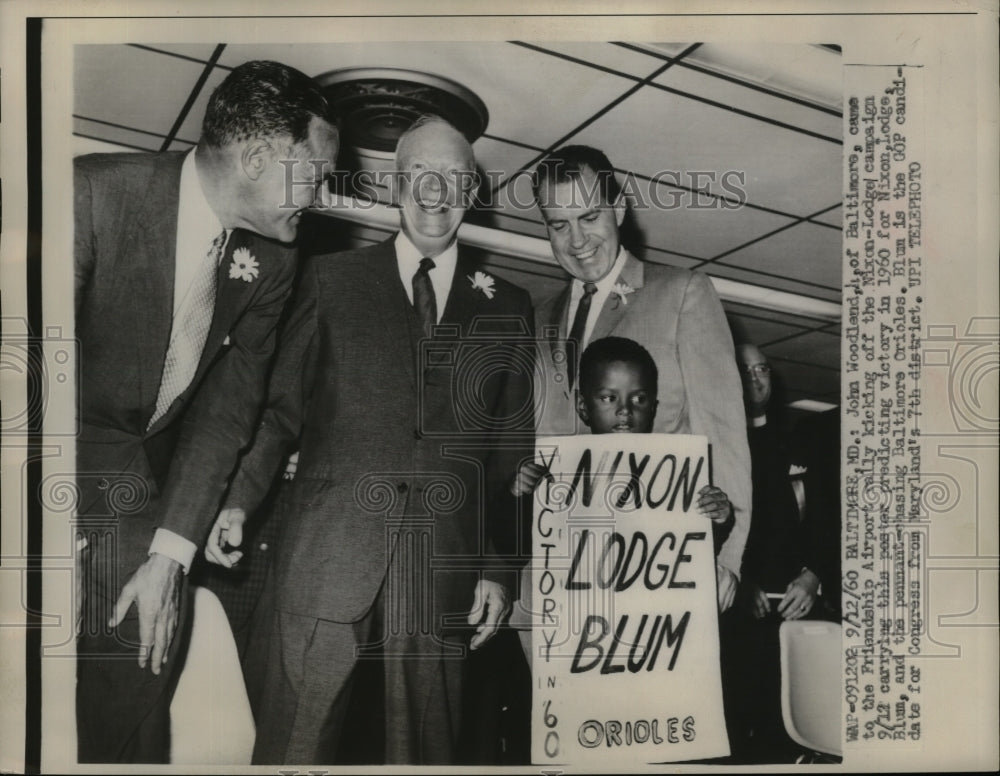 HISTORIC IMAGES
VICTORY IN '60
NIXON
LODGE
BLUM
ORIOLES
WAP-091202 9/12/60 BALTIMORE, MD.: John Woodland, 4, of Baltimore, came
to the Friendship Airport rally kicking off the Nixon-Lodge campaign
9/12 carrying this poster predicting victory in 1960 for Nixon, Lodge,
Blum, and the pennant-chasing Baltimore Orioles. Blum is the GOP candi-
date for Congress from Maryland's 7th district. UPI TELEPHOTO